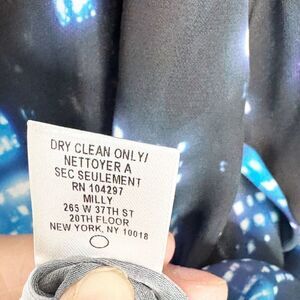 DRY CLEAN ONLY/
NETTOYER A
SEC SEULEMENT
RN 104297
MILLY
265 W 37TH ST
20TH FLOOR
NEW YORK, NY 10018